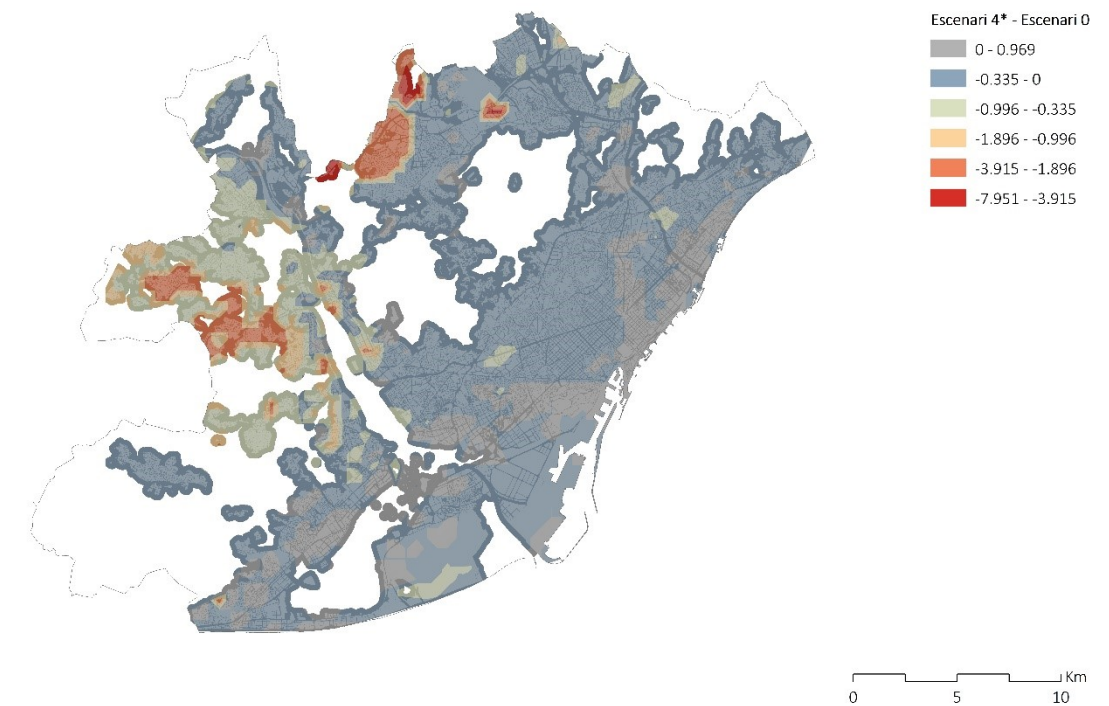 Escenari 4* - Escenari 0
0 - 0.969
-0.335 - 0
-0.996 - -0.335
-1.896 - -0.996
-3.915 - -1.896
-7.951 - -3.915
Km
0 5 10